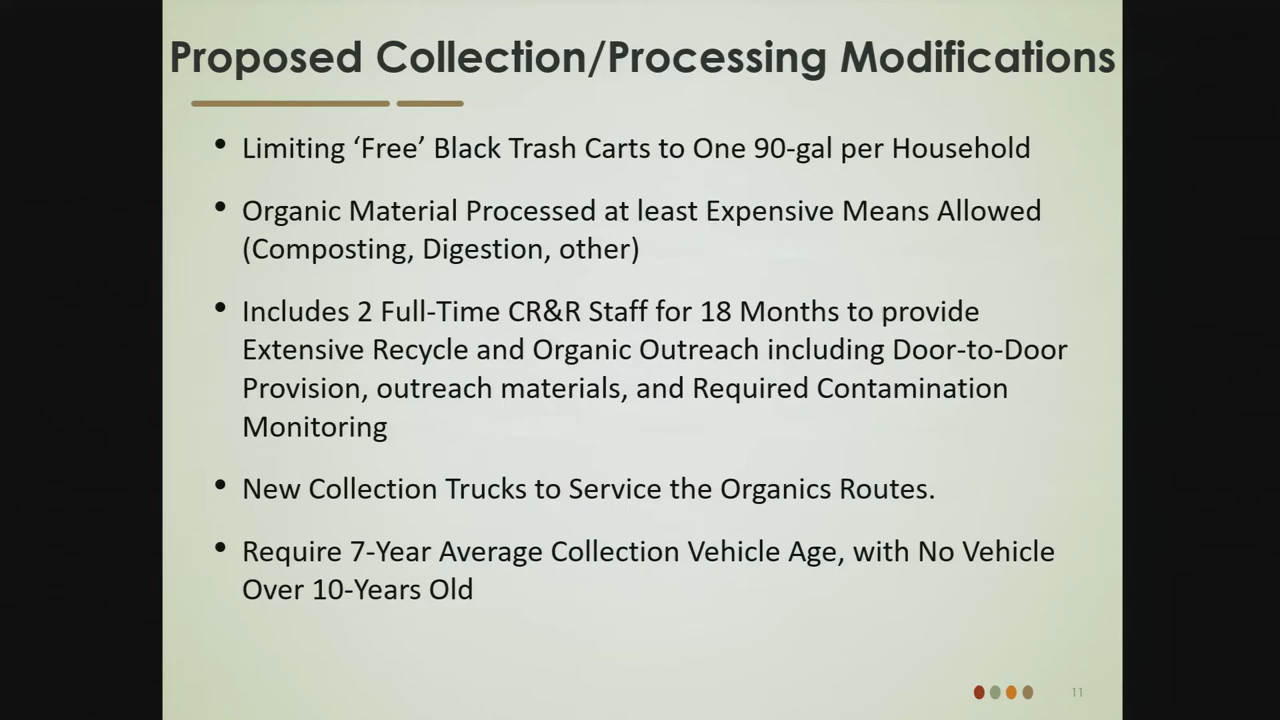 Proposed Collection/Processing Modifications
• Limiting ‘Free’ Black Trash Carts to One 90-gal per Household
• Organic Material Processed at least Expensive Means Allowed
(Composting, Digestion, other)
• Includes 2 Full-Time CR&R Staff for 18 Months to provide
Extensive Recycle and Organic Outreach including Door-to-Door
Provision, outreach materials, and Required Contamination
Monitoring
• New Collection Trucks to Service the Organics Routes.
• Require 7-Year Average Collection Vehicle Age, with No Vehicle
Over 10-Years Old
11